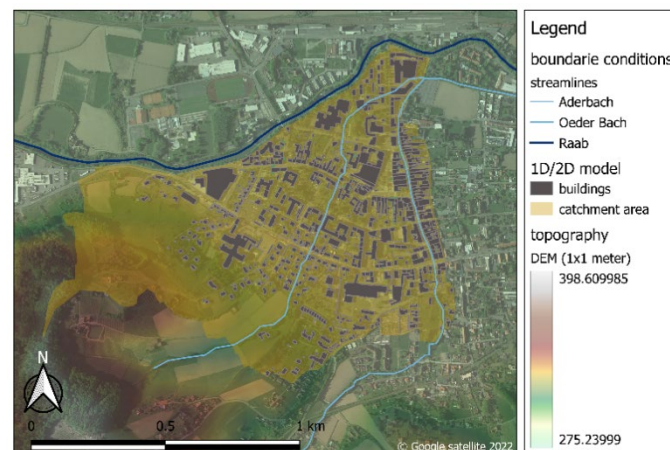 Legend
boundarie conditions
streamlines
Aderbach
Oeder Bach
Raab
1D/2D model
buildings
catchment area
topography
DEM (1x1 meter)
398.609985
275.23999
N
0
0.5
1 km
© Google satellite 2022